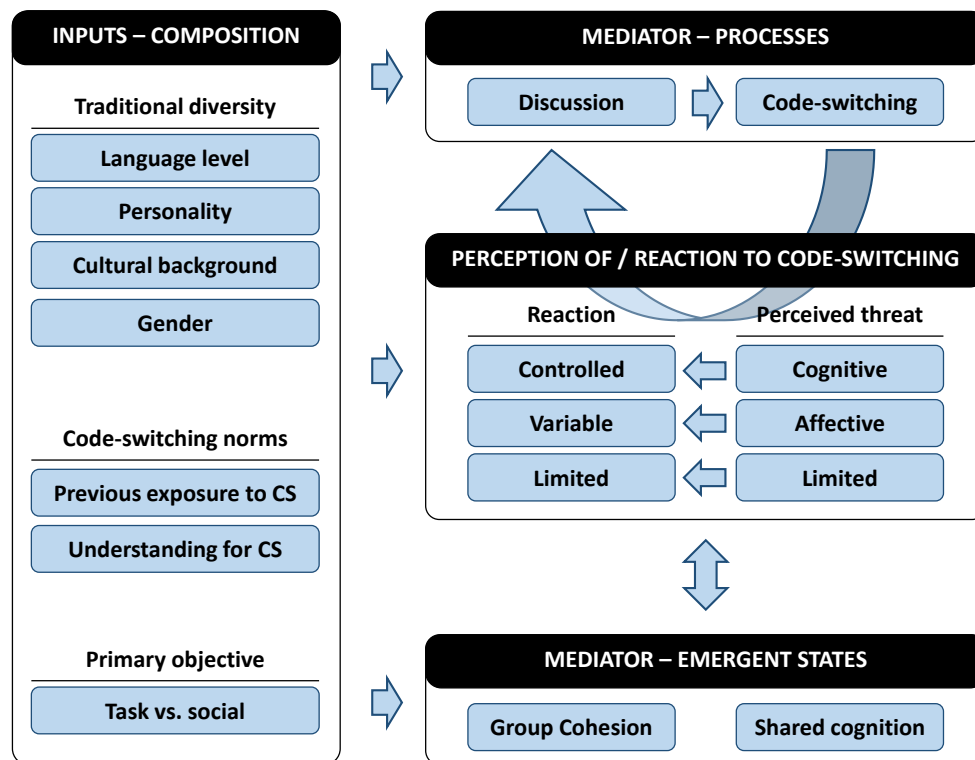 INPUTS – COMPOSITION
Traditional diversity
Language level
Personality
Cultural background
Gender
Code-switching norms
Previous exposure to CS
Understanding for CS
Primary objective
Task vs. social
MEDIATOR – PROCESSES
Discussion
Code-switching
PERCEPTION OF / REACTION TO CODE-SWITCHING
Reaction
Perceived threat
Controlled
Cognitive
Variable
Affective
Limited
Limited
MEDIATOR – EMERGENT STATES
Group Cohesion
Shared cognition